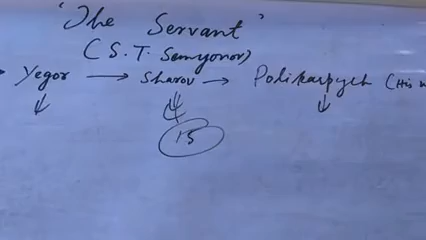 "The Servant"
(S.T. Semyonov)
→ Yegor → Sharov → Polikarpych (His
15